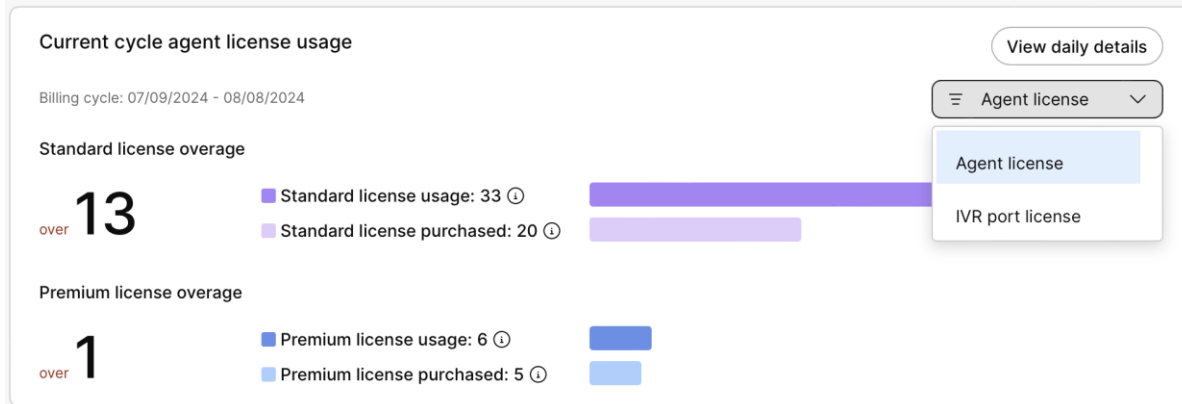 Current cycle agent license usage
View daily details
Billing cycle: 07/09/2024 - 08/08/2024
Agent license
Agent license
IVR port license
Standard license overage
over 13
Standard license usage: 33
Standard license purchased: 20
Premium license overage
over 1
Premium license usage: 6
Premium license purchased: 5